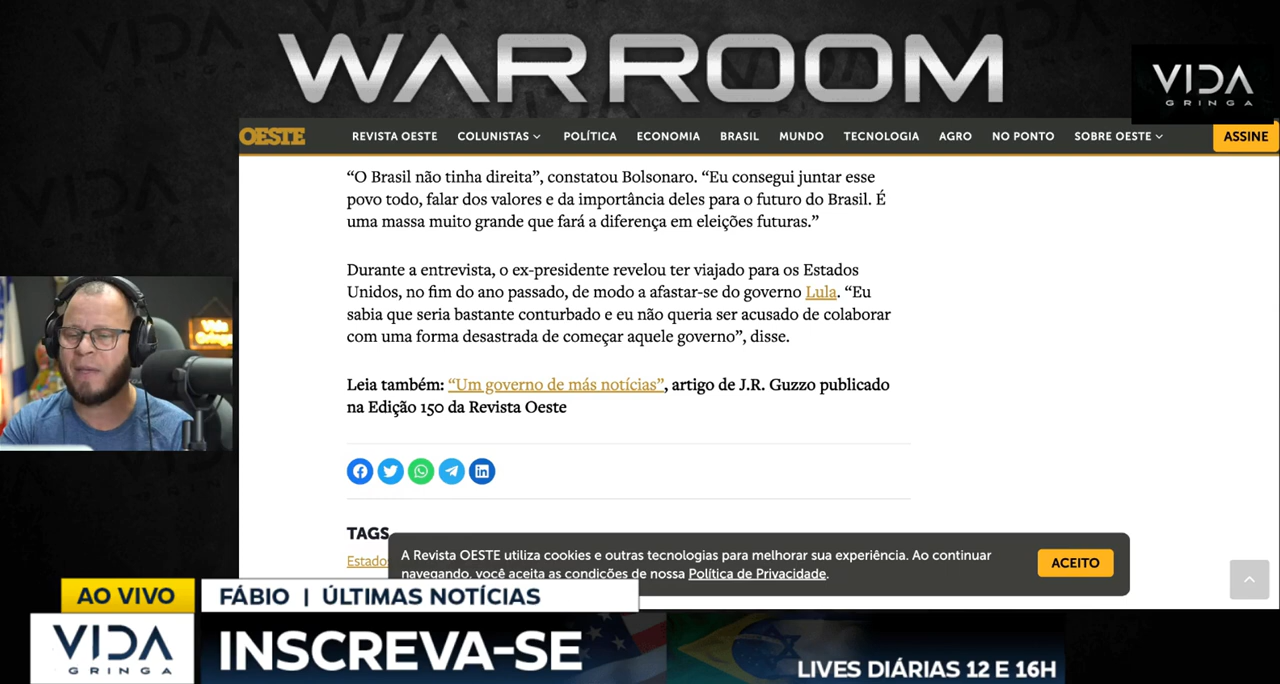 WARROOM
VIDA
GRINGA
OESTE REVISTA OESTE COLUNISTAS POLÍTICA ECONOMIA BRASIL MUNDO TECNOLOGIA AGRO NO PONTO SOBRE OESTE ASSINE
“O Brasil não tinha direita”, constatou Bolsonaro. “Eu consegui juntar esse
povo todo, falar dos valores e da importância deles para o futuro do Brasil. É
uma massa muito grande que fará a diferença em eleições futuras.”
Durante a entrevista, o ex-presidente revelou ter viajado para os Estados
Unidos, no fim do ano passado, de modo a afastar-se do governo Lula. “Eu
sabia que seria bastante conturbado e eu não queria ser acusado de colaborar
com uma forma desastrada de começar aquele governo”, disse.
Leia também: “Um governo de más notícias”, artigo de J.R. Guzzo publicado
na Edição 150 da Revista Oeste
TAGS
Estados
A Revista OESTE utiliza cookies e outras tecnologias para melhorar sua experiência. Ao continuar
navegando, você aceita as condições de nossa Política de Privacidade.
ACEITO
AO VIVO
FÁBIO | ÚLTIMAS NOTÍCIAS
VIDA
GRINGA
INSCREVA-SE
LIVES DIÁRIAS 12 E 16H